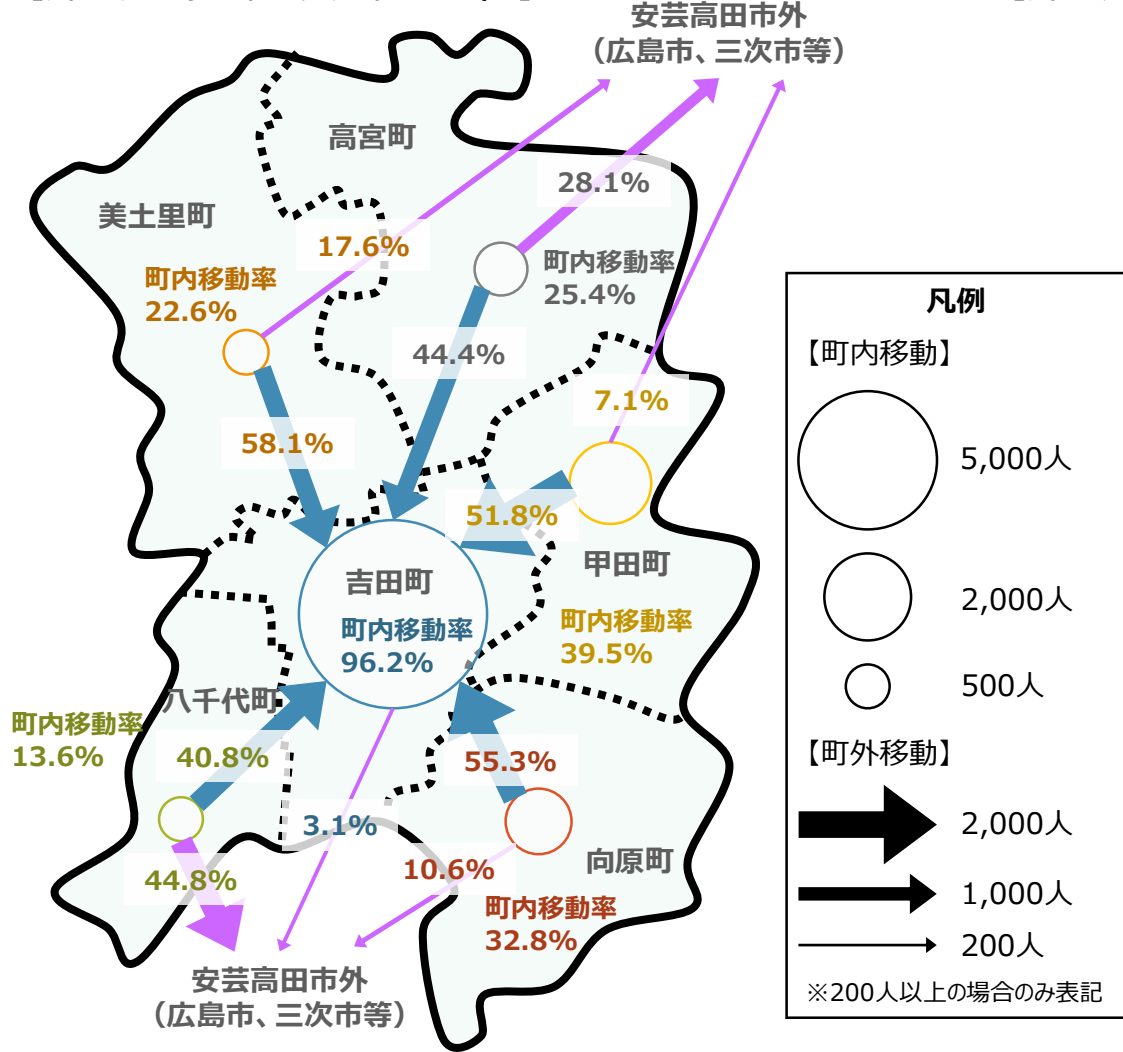 安芸高田市外
（広島市、三次市等）
高宮町
28.1%
美土里町
17.6%
町内移動率
25.4%
町内移動率
22.6%
44.4%
7.1%
58.1%
51.8%
甲田町
吉田町
町内移動率
96.2%
町内移動率
39.5%
八千代町
町内移動率
13.6%
40.8%
55.3%
3.1%
44.8%
10.6%
向原町
町内移動率
32.8%
安芸高田市外
（広島市、三次市等）
凡例
【町内移動】
5,000人
2,000人
500人
【町外移動】
2,000人
1,000人
200人
※200人以上の場合のみ表記